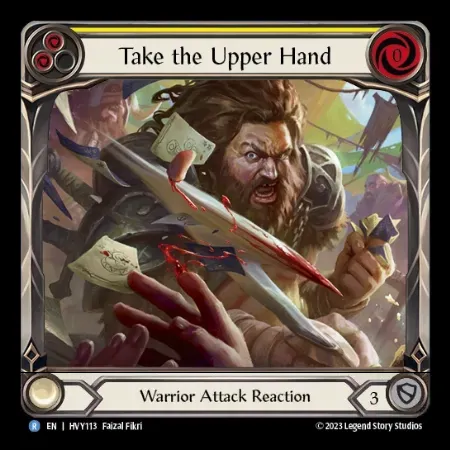 Take the Upper Hand
0
Warrior Attack Reaction
3
R EN | HVY113 Faizal Fikri
© 2023 Legend Story Studios